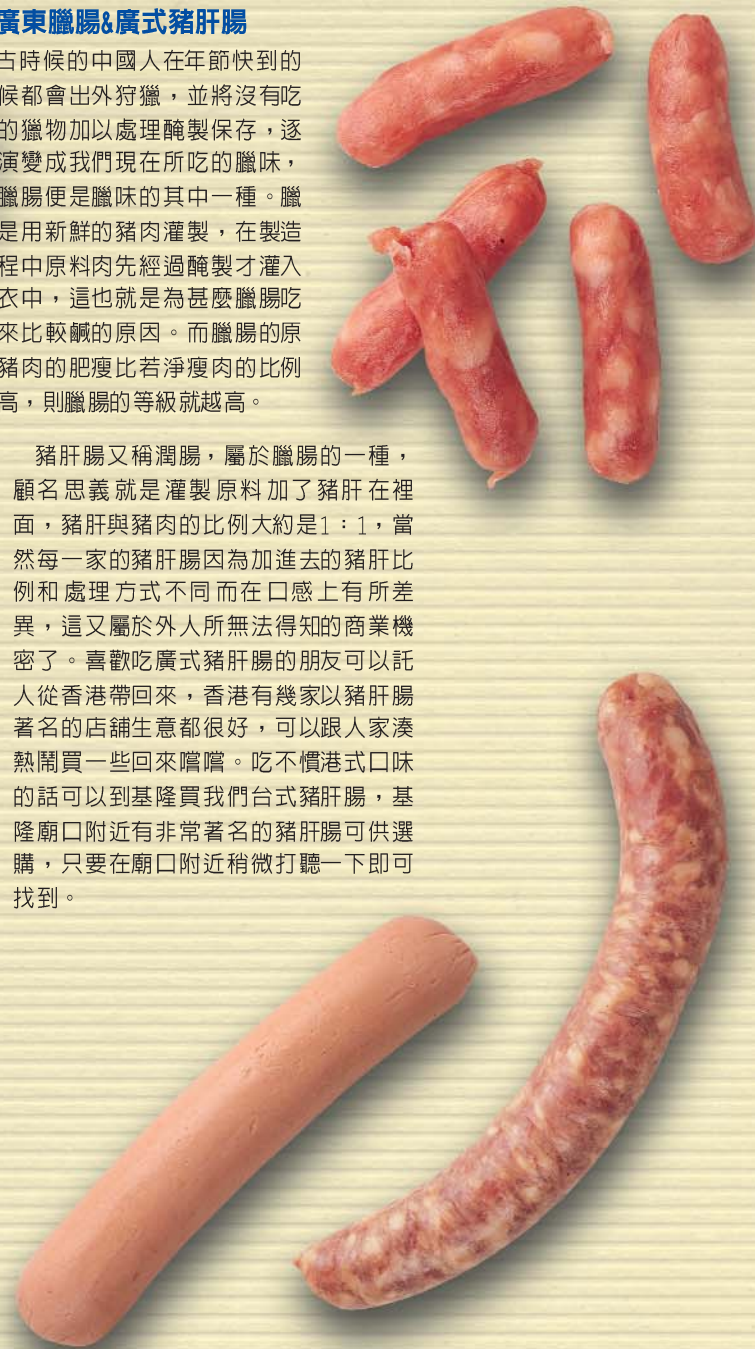 廣東臘腸&廣式豬肝腸
古時候的中國人在年節快到的
候都會出外狩獵，並將沒有吃
的獵物加以處理醃製保存，逐
演變成我們現在所吃的臘味，
臘腸便是臘味的其中一種。臘
是用新鮮的豬肉灌製，在製造
程中原料肉先經過醃製才灌入
衣中，這也就是為甚麼臘腸吃
來比較鹹的原因。而臘腸的原
豬肉的肥瘦比若淨瘦肉的比例
高，則臘腸的等級就越高。
豬肝腸又稱潤腸，屬於臘腸的一種，
顧名思義就是灌製原料加了豬肝在裡
面，豬肝與豬肉的比例大約是1：1，當
然每一家的豬肝腸因為加進去的豬肝比
例和處理方式不同而在口感上有所差
異，這又屬於外人所無法得知的商業機
密了。喜歡吃廣式豬肝腸的朋友可以託
人從香港帶回來，香港有幾家以豬肝腸
著名的店舖生意都很好，可以跟人家湊
熱鬧買一些回來嚐嚐。吃不慣港式口味
的話可以到基隆買我們台式豬肝腸，基
隆廟口附近有非常著名的豬肝腸可供選
購，只要在廟口附近稍微打聽一下即可
找到。